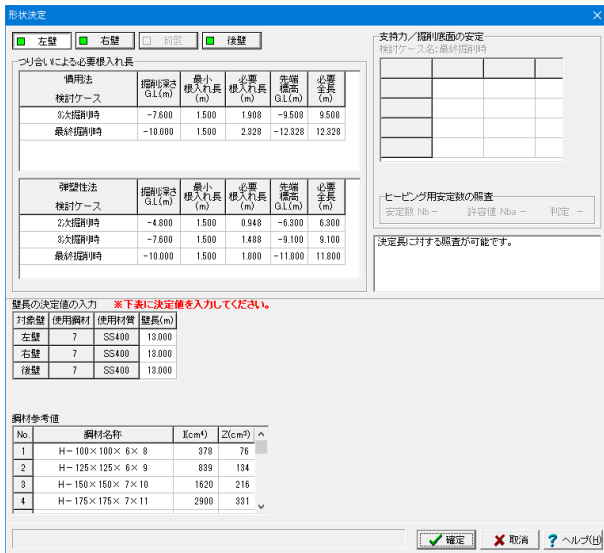 形状決定
左壁
右壁
前壁
後壁
つり合いによる必要根入れ長
慣用法
検討ケース
掘削深さ G.L(m)
最小 根入れ長 (m)
必要 根入れ長 (m)
先端 標高 G.L(m)
必要 全長 (m)
3次掘削時 -7.600 1.500 1.908 -9.508 9.508
最終掘削時 -10.000 1.500 2.328 -12.328 12.328
弾塑性法
検討ケース
掘削深さ G.L(m)
最小 根入れ長 (m)
必要 根入れ長 (m)
先端 標高 G.L(m)
必要 全長 (m)
2次掘削時 -4.800 1.500 0.948 -6.300 6.300
3次掘削時 -7.600 1.500 1.488 -9.100 9.100
最終掘削時 -10.000 1.500 1.800 -11.800 11.800
支持力/掘削底面の安定
検討ケース名:最終掘削時
ヒービング用安定数の照査
安定数 Nb - 許容値 Nba - 判定 -
決定長に対する照査が可能です。
壁長の決定値の入力 ※下表に決定値を入力してください。
対象壁 使用鋼材 使用材質 壁長(m)
左壁 7 SS400 13.000
右壁 7 SS400 13.000
後壁 7 SS400 13.000
鋼材参考値
No. 鋼材名称 I(cm⁴) Z(cm³)
1 H-100×100× 6× 8 378 76
2 H-125×125× 6× 9 839 134
3 H-150×150× 7×10 1620 216
4 H-175×175× 7×11 2900 331
確定
取消
ヘルプ(H)